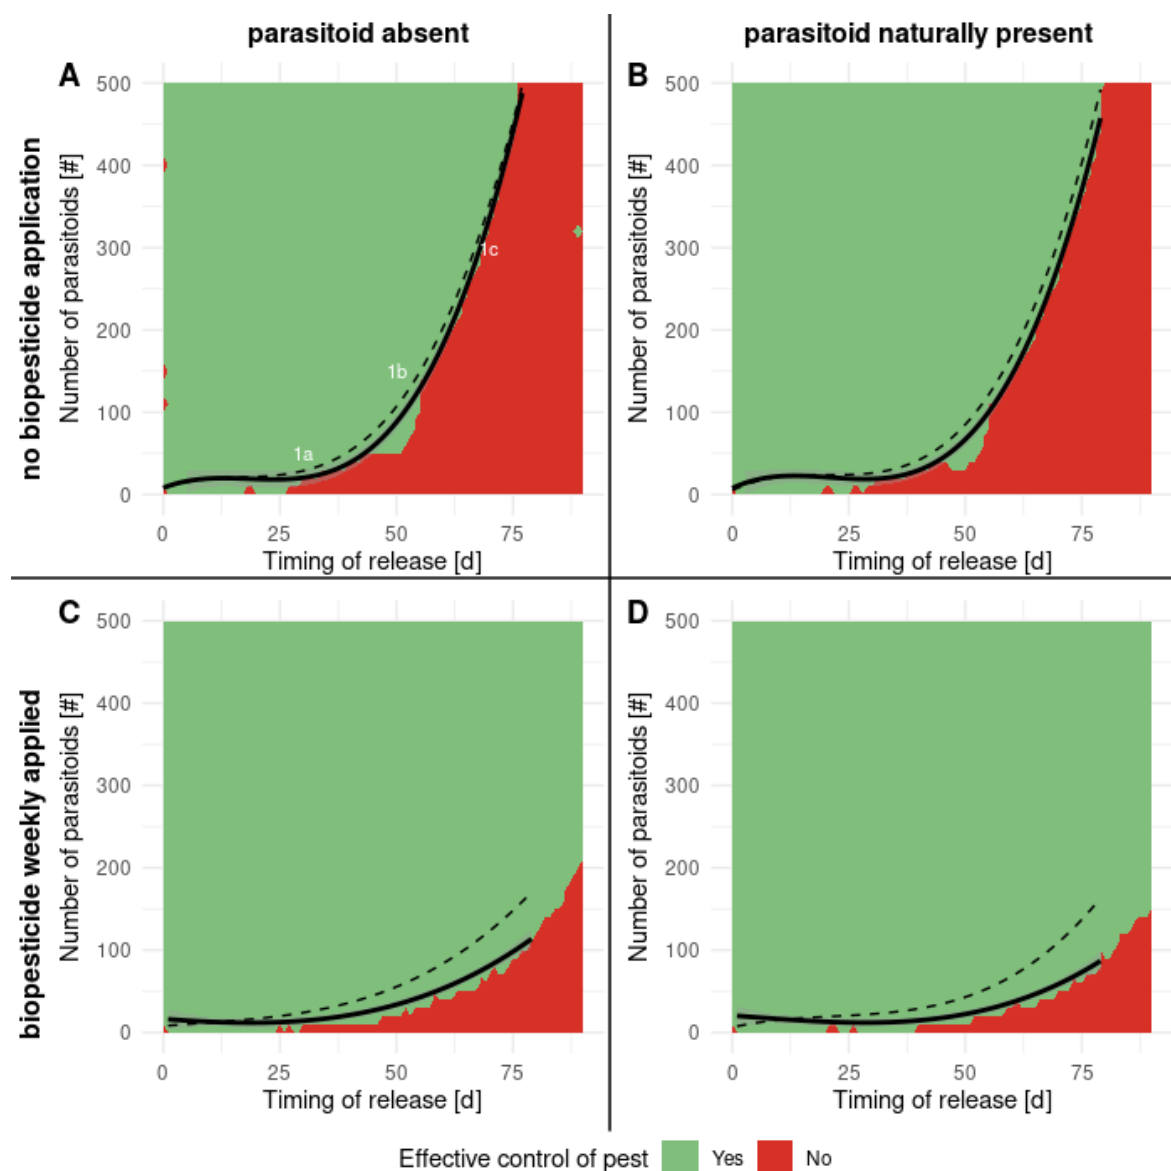 parasitoid absent
parasitoid naturally present
no biopesticide application
A
Number of parasitoids [#]
500
400
300
200
100
0
1a
1b
1c
0 25 50 75
Timing of release [d]
B
Number of parasitoids [#]
500
400
300
200
100
0
0 25 50 75
Timing of release [d]
biopesticide weekly applied
C
Number of parasitoids [#]
500
400
300
200
100
0
0 25 50 75
Timing of release [d]
D
Number of parasitoids [#]
500
400
300
200
100
0
0 25 50 75
Timing of release [d]
Effective control of pest Yes No